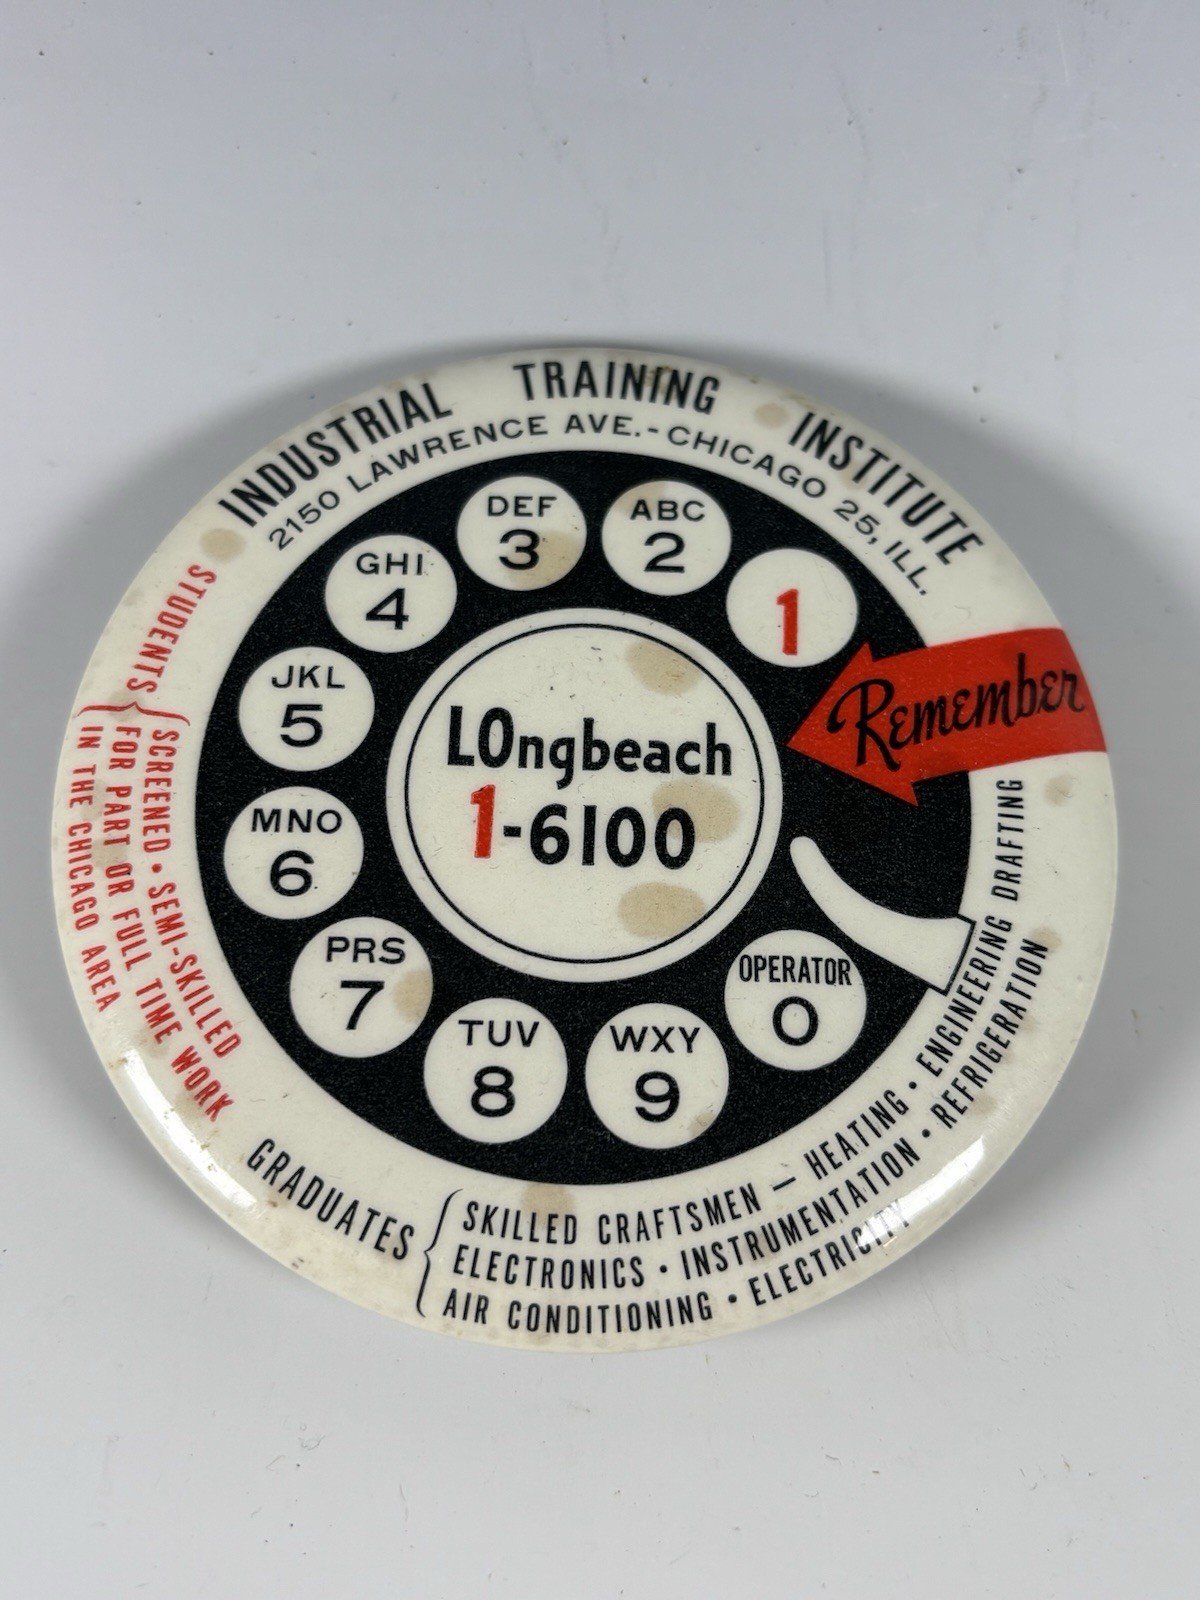 INDUSTRIAL TRAINING INSTITUTE
2150 LAWRENCE AVE.-CHICAGO 25, ILL.
Remember
1
ABC
2
DEF
3
GHI
4
JKL
5
MNO
6
PRS
7
TUV
8
WXY
9
OPERATOR
0
LOngbeach
1-6100
STUDENTS
SCREENED • SEMI-SKILLED
FOR PART OR FULL TIME WORK
IN THE CHICAGO AREA
GRADUATES
SKILLED CRAFTSMEN — HEATING • ENGINEERING DRAFTING
ELECTRONICS • INSTRUMENTATION • REFRIGERATION
AIR CONDITIONING • ELECTRICITY